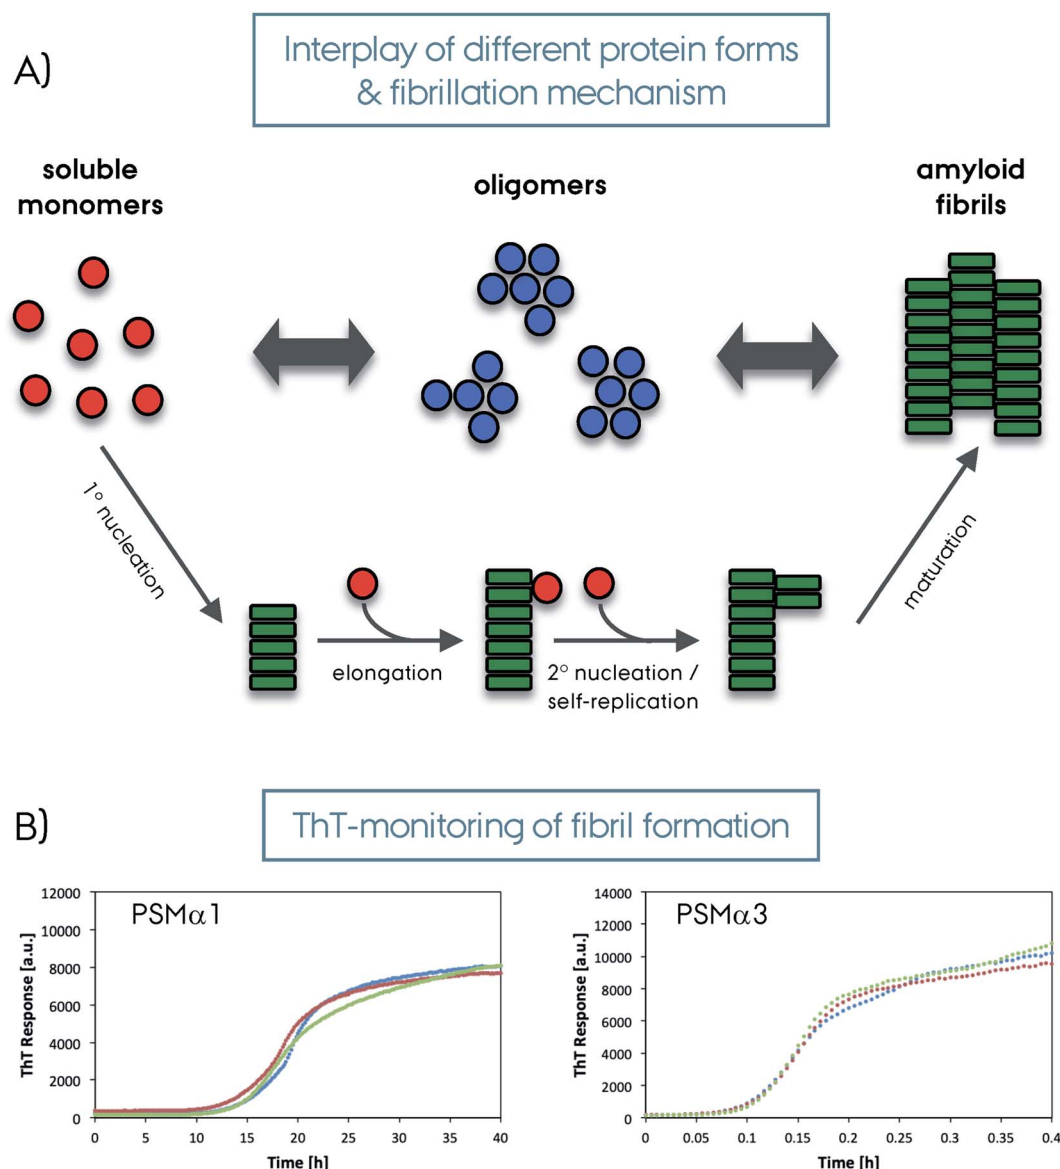 A)
Interplay of different protein forms
& fibrillation mechanism
soluble
monomers
oligomers
amyloid
fibrils
1° nucleation
elongation
2° nucleation /
self-replication
maturation
B)
ThT-monitoring of fibril formation
PSMα1
ThT Response [a.u.]
12000
10000
8000
6000
4000
2000
0
0 5 10 15 20 25 30 35 40
Time [h]
PSMα3
ThT Response [a.u.]
14000
12000
10000
8000
6000
4000
2000
0
0 0.05 0.1 0.15 0.2 0.25 0.3 0.35 0.4
Time [h]